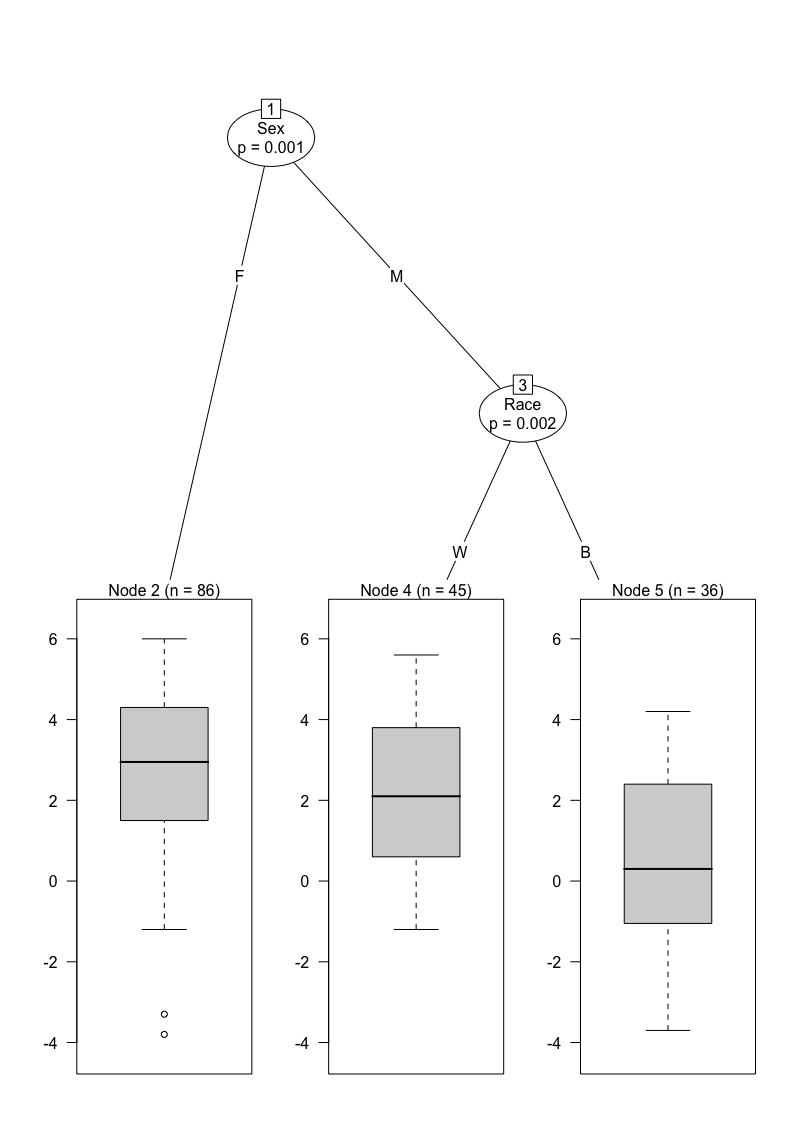 1
Sex
p = 0.001
F
M
3
Race
p = 0.002
W
B
Node 2 (n = 86)
6
4
2
0
-2
-4
Node 4 (n = 45)
6
4
2
0
-2
-4
Node 5 (n = 36)
6
4
2
0
-2
-4